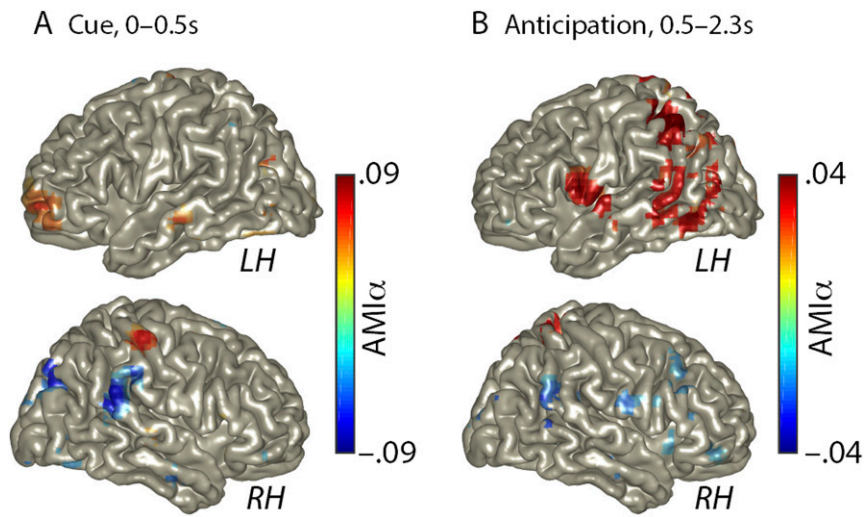 A Cue, 0–0.5s
.09
LH
AMIα
–.09
RH
B Anticipation, 0.5–2.3s
.04
LH
AMIα
–.04
RH